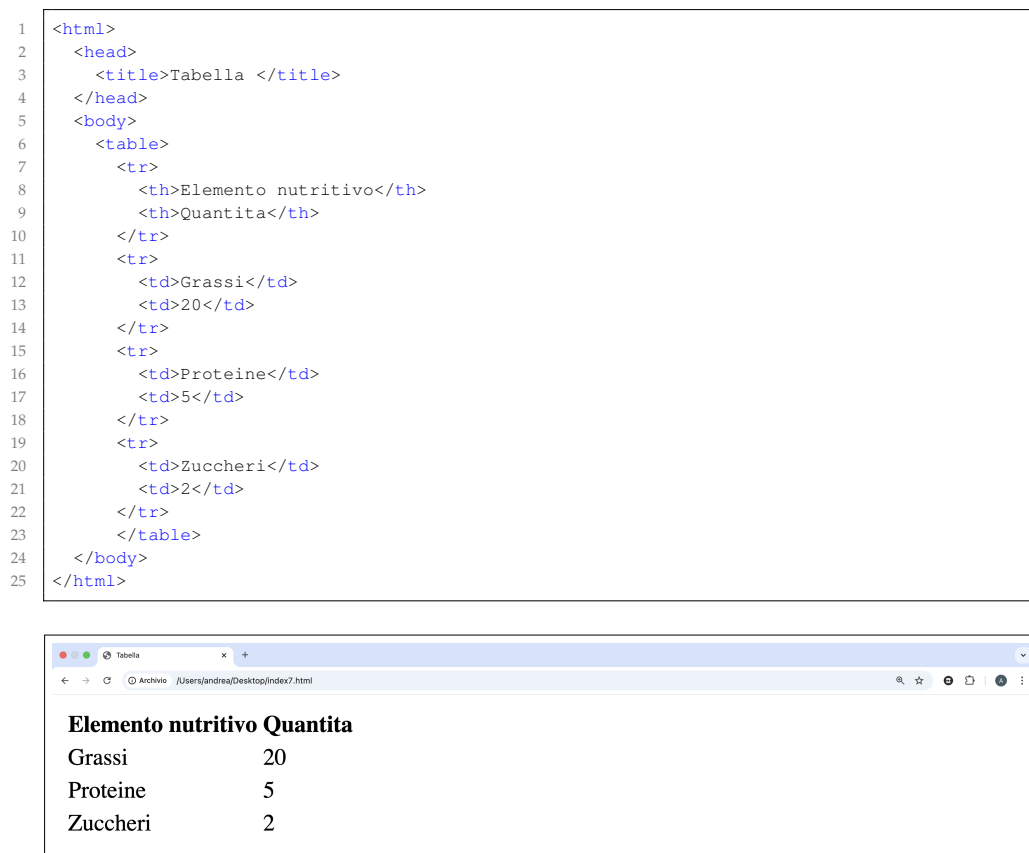 1 <html>
2 <head>
3 <title>Tabella </title>
4 </head>
5 <body>
6 <table>
7 <tr>
8 <th>Elemento nutritivo</th>
9 <th>Quantita</th>
10 </tr>
11 <tr>
12 <td>Grassi</td>
13 <td>20</td>
14 </tr>
15 <tr>
16 <td>Proteine</td>
17 <td>5</td>
18 </tr>
19 <tr>
20 <td>Zuccheri</td>
21 <td>2</td>
22 </tr>
23 </table>
24 </body>
25 </html>
Tabella
Archivio /Users/andrea/Desktop/index7.html A
Elemento nutritivo Quantita
Grassi 20
Proteine 5
Zuccheri 2